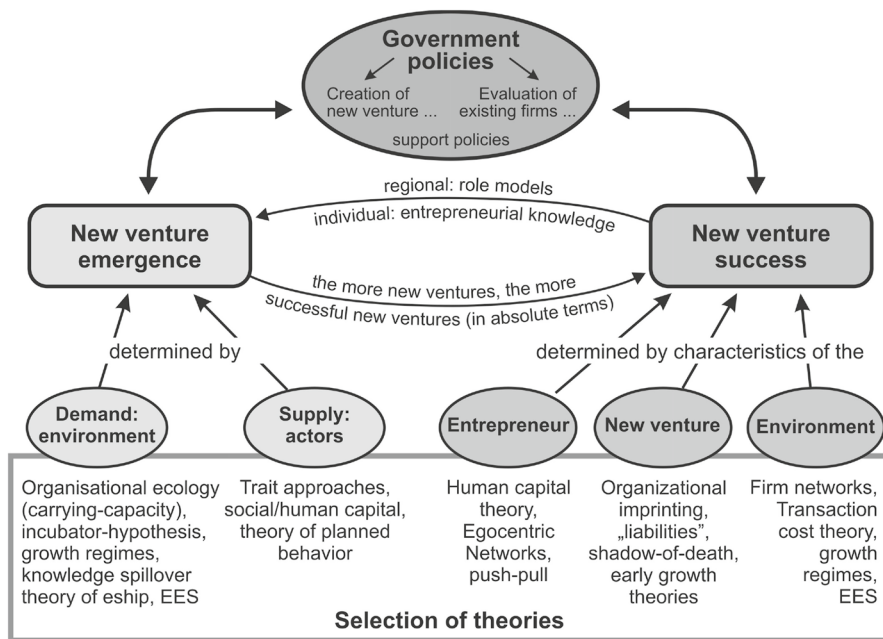 Government
policies
Creation of
new venture ...
Evaluation of
existing firms ...
support policies
regional: role models
individual: entrepreneurial knowledge
New venture
emergence
New venture
success
the more new ventures, the more
successful new ventures (in absolute terms)
determined by
determined by characteristics of the
Demand:
environment
Supply:
actors
Entrepreneur
New venture
Environment
Organisational ecology
(carrying-capacity),
incubator-hypothesis,
growth regimes,
knowledge spillover
theory of eship, EES
Trait approaches,
social/human capital,
theory of planned
behavior
Human capital
theory,
Egocentric
Networks,
push-pull
Organizational
imprinting,
„liabilities”,
shadow-of-death,
early growth
theories
Firm networks,
Transaction
cost theory,
growth
regimes,
EES
Selection of theories